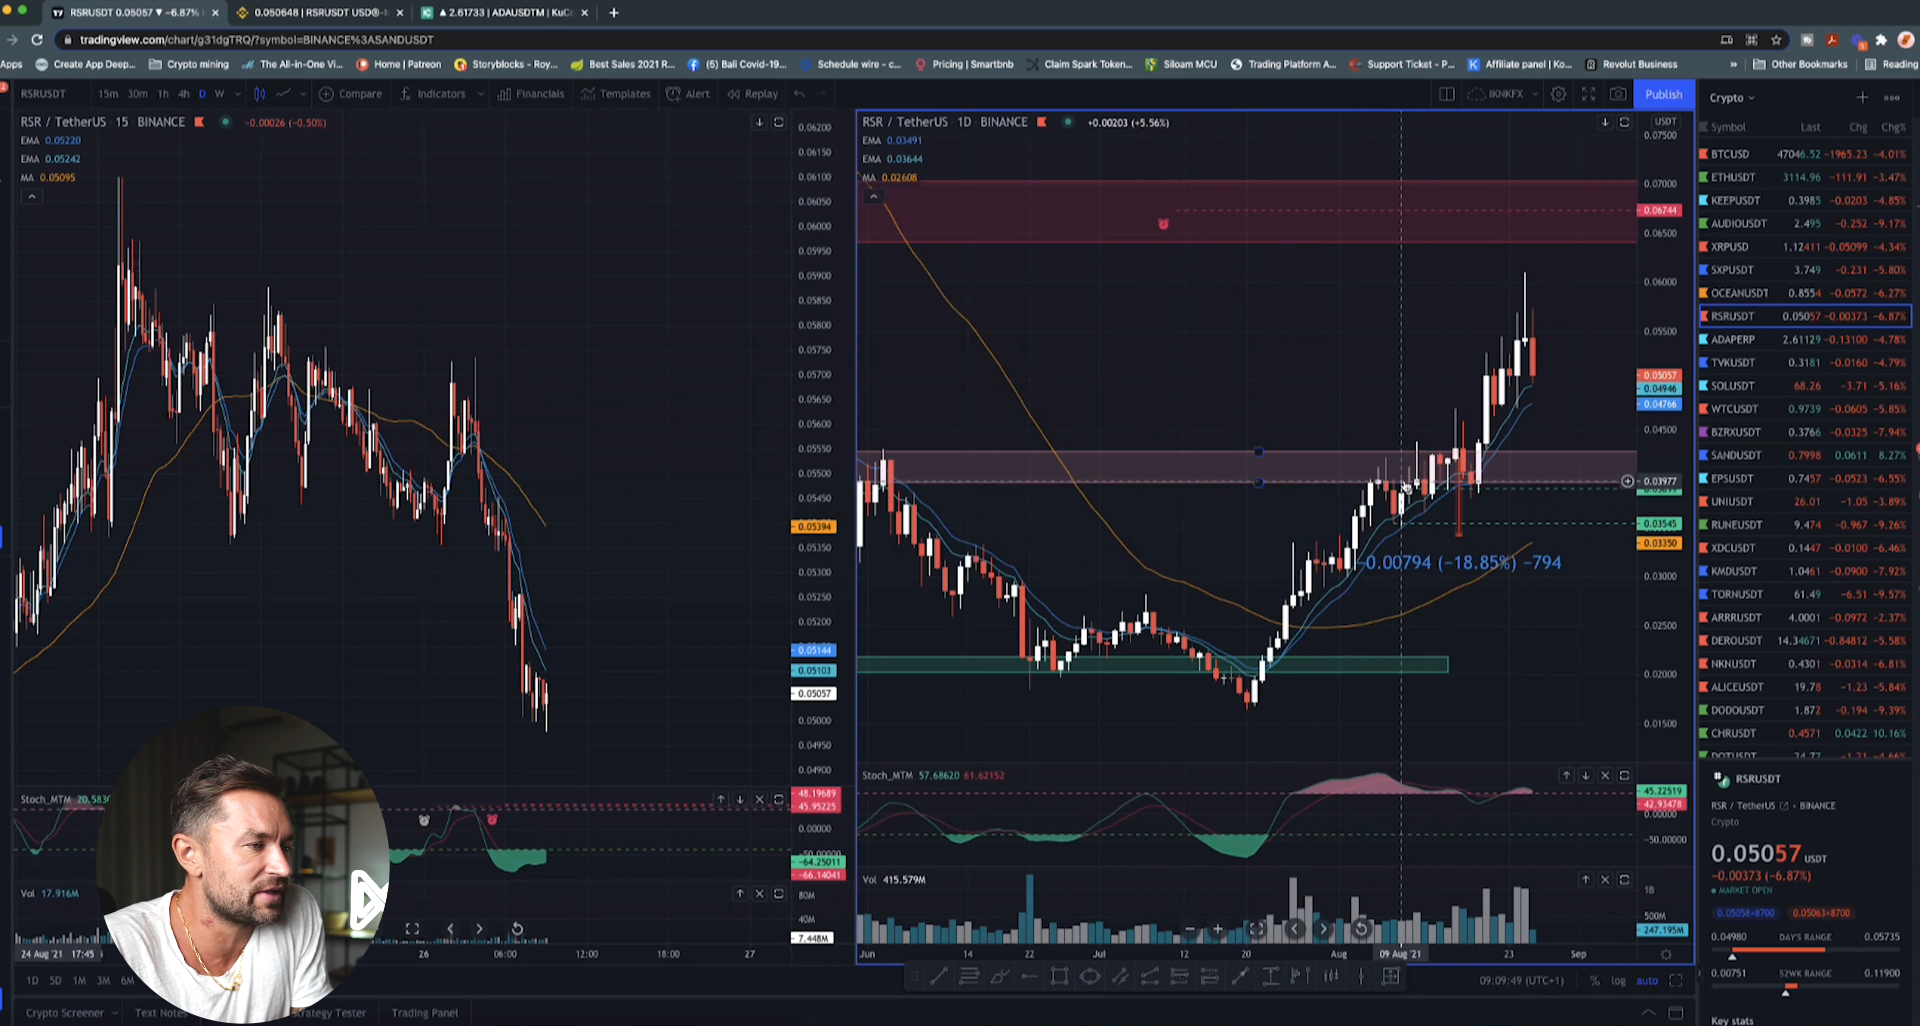 RSRUSDT 0.05057 ▼ −6.87%
0.050648 | RSRUSDT USD®-M
▲ 2.61733 | ADAUSDTM | KuCo
tradingview.com/chart/g31dgTRQ/?symbol=BINANCE%3ASANDUSDT
Apps Create App Deep... Crypto mining The All-in-One Vi... Home | Patreon Storyblocks - Roy... Best Sales 2021 R... (5) Bali Covid-19... Schedule wire - c... Pricing | Smartbnb Claim Spark Token... Siloam MCU Trading Platform A... Support Ticket - P... Affiliate panel | Ko... Revolut Business » Other Bookmarks Reading
RSRUSDT 15m 30m 1h 4h D W Compare Indicators Financials Templates Alert Replay IKNKFX Publish
RSR / TetherUS · 15 · BINANCE −0.00026 (−0.50%)
EMA 0.05220
EMA 0.05242
MA 0.05095
0.06200
0.06150
0.06100
0.06050
0.06000
0.05950
0.05900
0.05850
0.05800
0.05750
0.05700
0.05650
0.05600
0.05550
0.05500
0.05450
0.05394
0.05350
0.05300
0.05250
0.05200
0.05144
0.05103
0.05057
0.05000
0.04950
0.04900
Stoch_MTM 20.5830
48.19689
45.95225
0.00000
−64.25011
−66.14041
Vol 17.916M
80M
40M
7.448M
24 Aug '21 17:45 26 06:00 12:00 18:00 27
1D 5D 1M 3M 6M
RSR / TetherUS · 1D · BINANCE +0.00203 (+5.56%) USDT
EMA 0.03491
EMA 0.03644
MA 0.02608
0.07500
0.07000
0.06744
0.06500
0.06000
0.05500
0.05057
0.04946
0.04766
0.04500
0.03977
0.03545
0.03350
0.03000
0.02500
0.02000
0.01500
−0.00794 (−18.85%) −794
Stoch_MTM 57.68620 61.62152
45.22519
42.93478
0.00000
−50.00000
Vol 415.579M
1B
500M
247.195M
Jun 14 22 Jul 12 20 Aug 09 Aug '21 23 Sep
09:09:49 (UTC+1) % log auto
Crypto Screener Text Notes Strategy Tester Trading Panel
Crypto
Symbol Last Chg Chg%
BTCUSD 47046.52 −1965.23 −4.01%
ETHUSDT 3114.96 −111.91 −3.47%
KEEPUSDT 0.3985 −0.0203 −4.85%
AUDIOUSDT 2.495 −0.252 −9.17%
XRPUSD 1.12411 −0.05099 −4.34%
SXPUSDT 3.749 −0.231 −5.80%
OCEANUSDT 0.8554 −0.0572 −6.27%
RSRUSDT 0.05057 −0.00373 −6.87%
ADAPERP 2.61129 −0.13100 −4.78%
TVKUSDT 0.3181 −0.0160 −4.79%
SOLUSDT 68.26 −3.71 −5.16%
WTCUSDT 0.9739 −0.0605 −5.85%
BZRXUSDT 0.3766 −0.0325 −7.94%
SANDUSDT 0.7998 0.0611 8.27%
EPSUSDT 0.7457 −0.0523 −6.55%
UNIUSDT 26.01 −1.05 −3.89%
RUNEUSDT 9.474 −0.967 −9.26%
XDCUSDT 0.1447 −0.0100 −6.46%
KMDUSDT 1.0461 −0.0900 −7.92%
TORNUSDT 61.49 −6.51 −9.57%
ARRRUSDT 4.0001 −0.0972 −2.37%
DEROUSDT 14.34671 −0.84812 −5.58%
NKNUSDT 0.4301 −0.0314 −6.81%
ALICEUSDT 19.78 −1.23 −5.84%
DODOUSDT 1.872 −0.194 −9.39%
CHRUSDT 0.4571 0.0422 10.16%
RSRUSDT
RSR / TetherUS · BINANCE
Crypto
0.05057 USDT
−0.00373 (−6.87%)
MARKET OPEN
0.05058×8700 0.05063×8700
0.04980 DAY'S RANGE 0.05735
0.00751 52WK RANGE 0.11900
Key stats